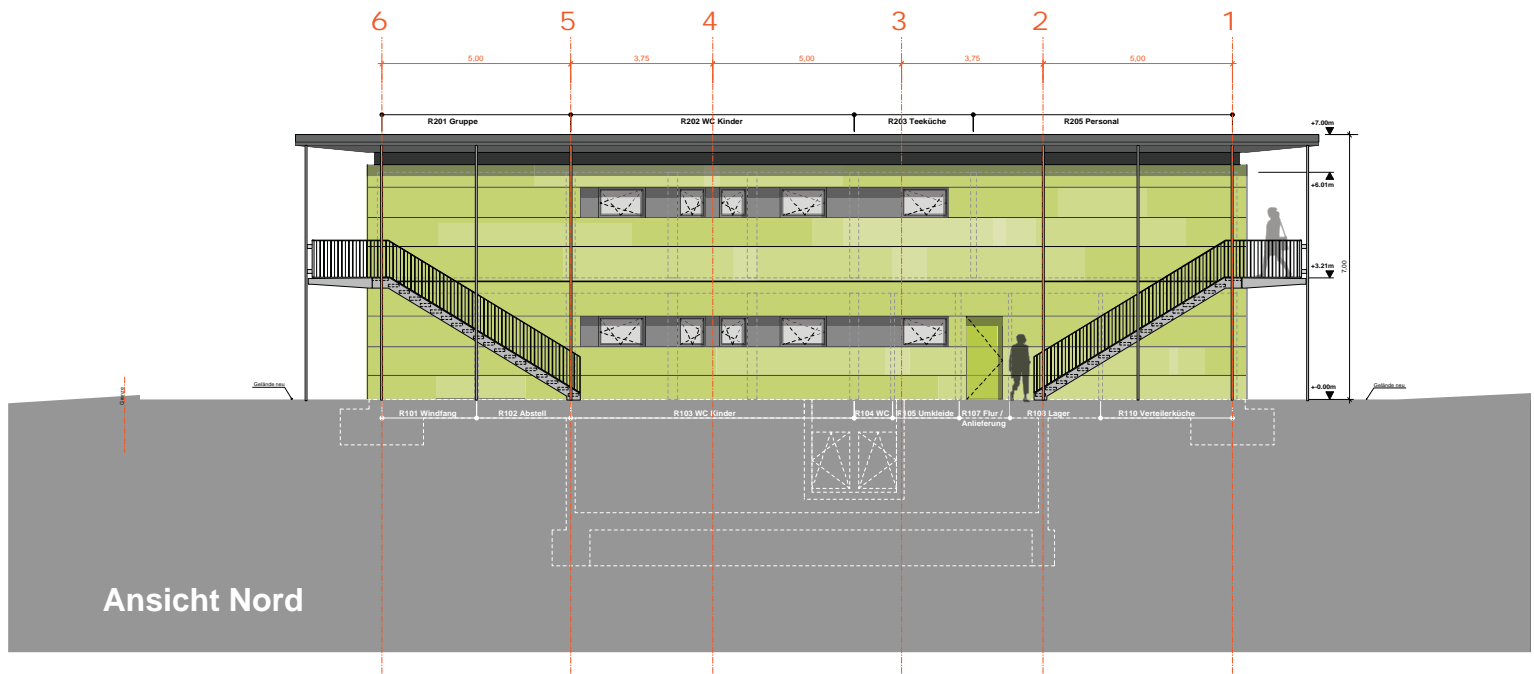 6 5 4 3 2 1
5,00 3,75 5,00 3,75 5,00
R201 Gruppe R202 WC Kinder R203 Teeküche R205 Personal
+7.00m
+6.01m
+3.21m
7,00
+-0.00m
Gelände neu
Gelände neu
Grenze
R101 Windfang R102 Abstell R103 WC Kinder R104 WC R105 Umkleide R107 Flur / R108 Lager R110 Verteilerküche
Anlieferung
Ansicht Nord